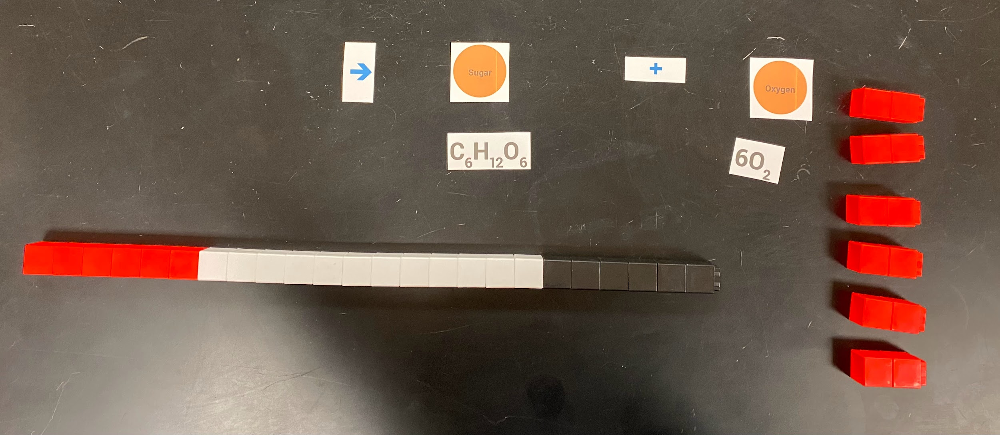 →
Sugar
+
Oxygen
C₆H₁₂O₆
6O₂